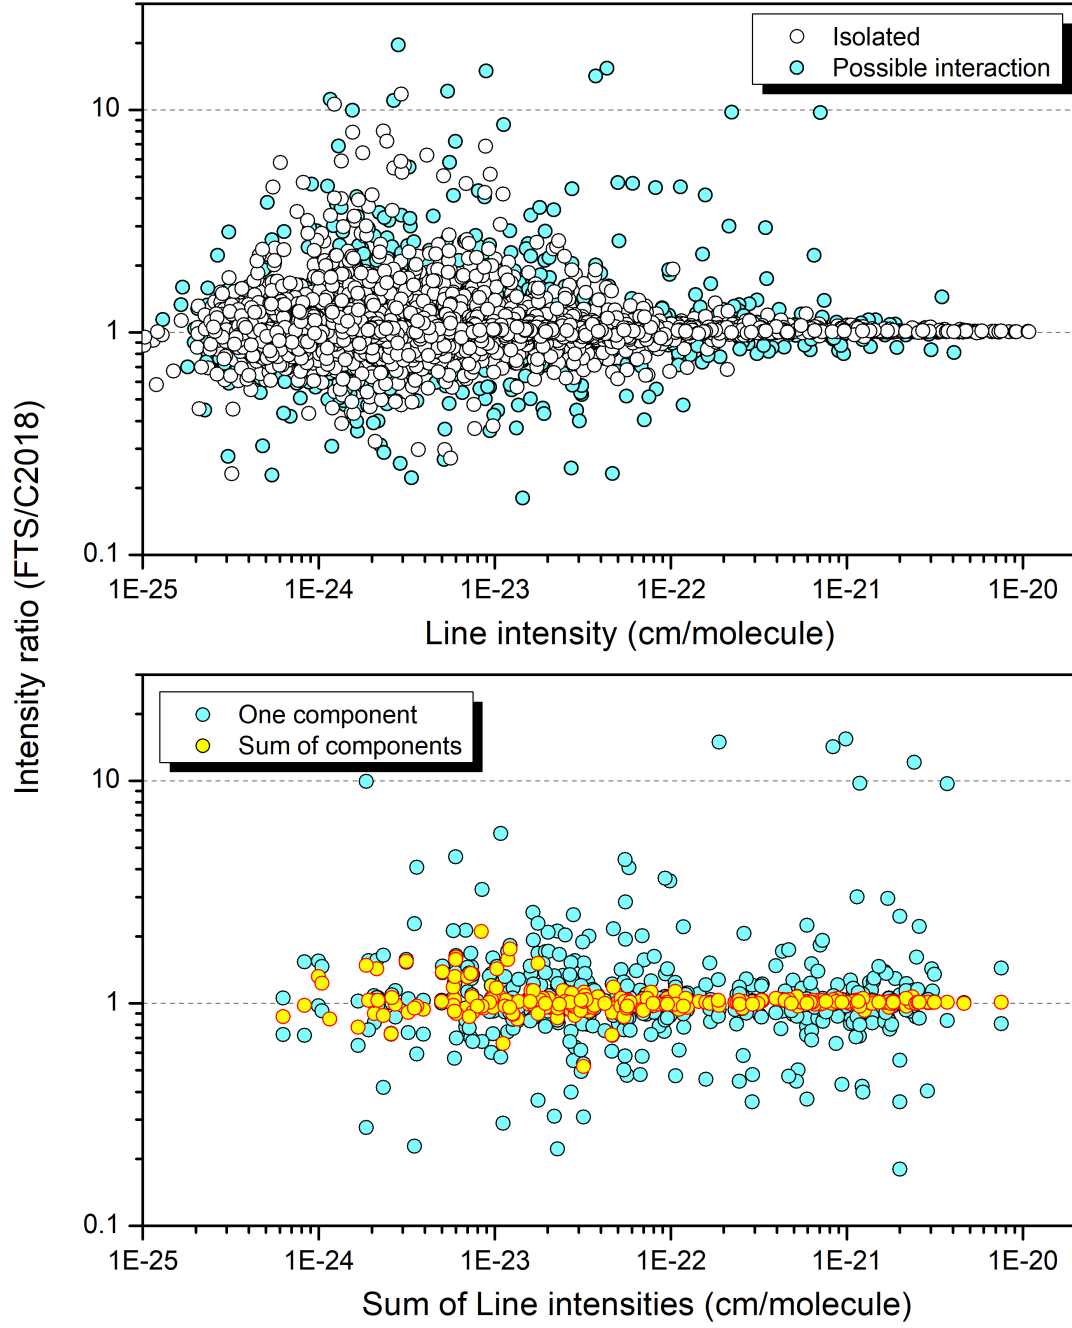 Isolated
Possible interaction
10
1
0.1
1E-25 1E-24 1E-23 1E-22 1E-21 1E-20
Line intensity (cm/molecule)
Intensity ratio (FTS/C2018)
One component
Sum of components
10
1
0.1
1E-25 1E-24 1E-23 1E-22 1E-21 1E-20
Sum of Line intensities (cm/molecule)